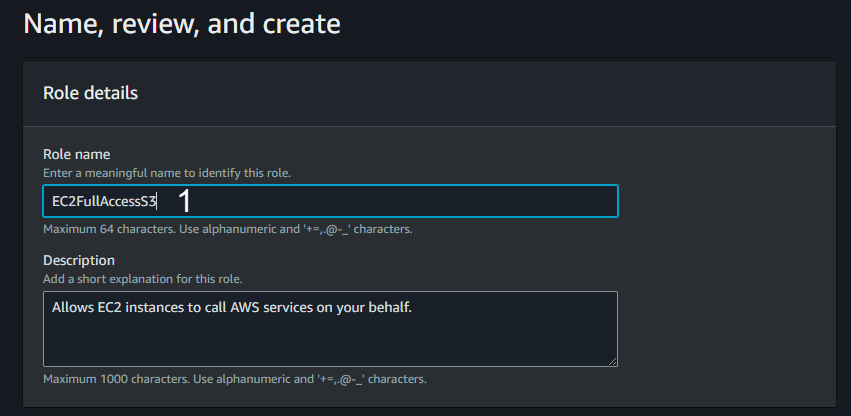 Name, review, and create
Role details
Role name
Enter a meaningful name to identify this role.
EC2FullAccessS3 1
Maximum 64 characters. Use alphanumeric and '+=,.@-_' characters.
Description
Add a short explanation for this role.
Allows EC2 instances to call AWS services on your behalf.
Maximum 1000 characters. Use alphanumeric and '+=,.@-_' characters.